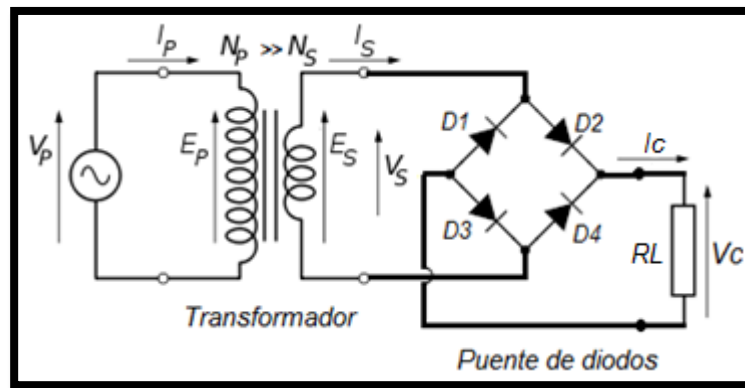 I_P N_P >> N_S I_S
D1 D2
Ic
V_P E_P E_S V_S
D3 D4
RL Vc
Transformador
Puente de diodos